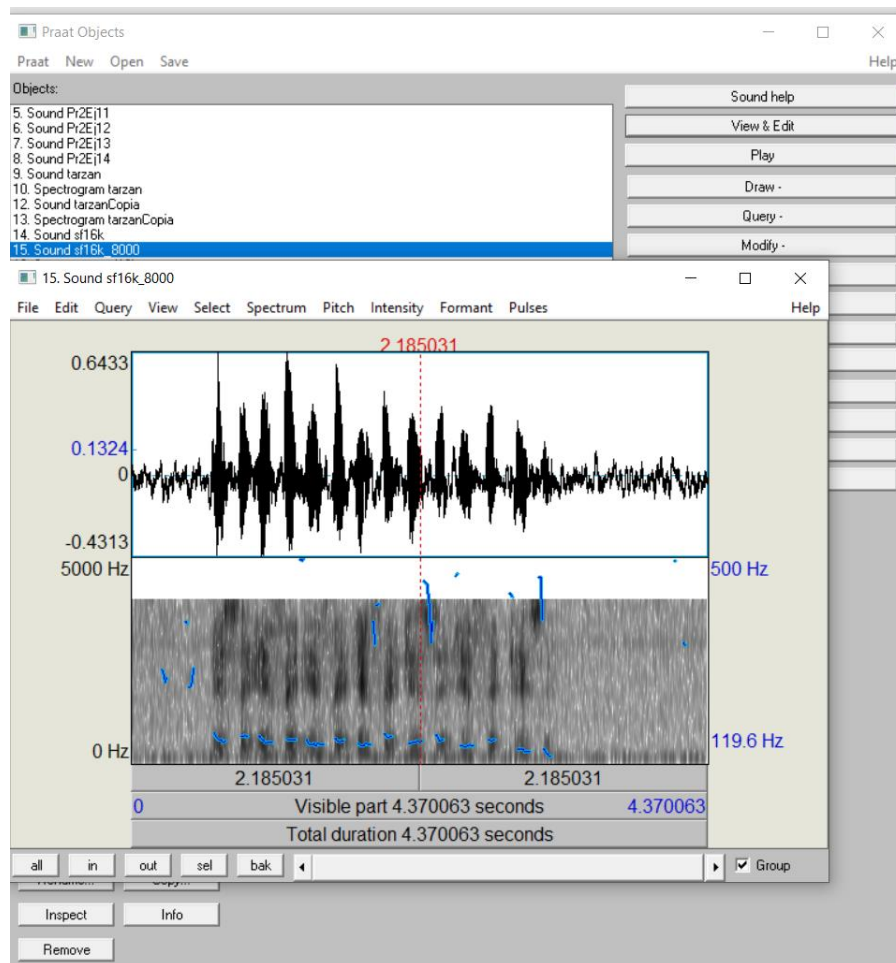 Praat Objects
Praat New Open Save Help
Objects:
5. Sound Pr2Ej11
6. Sound Pr2Ej12
7. Sound Pr2Ej13
8. Sound Pr2Ej14
9. Sound tarzan
10. Spectrogram tarzan
12. Sound tarzanCopia
13. Spectrogram tarzanCopia
14. Sound sf16k
15. Sound sf16k_8000
Sound help
View & Edit
Play
Draw -
Query -
Modify -
15. Sound sf16k_8000
File Edit Query View Select Spectrum Pitch Intensity Formant Pulses Help
2.185031
0.6433
0.1324
0
-0.4313
5000 Hz 500 Hz
0 Hz 119.6 Hz
2.185031 2.185031
0 Visible part 4.370063 seconds 4.370063
Total duration 4.370063 seconds
all in out sel bak Group
Inspect Info
Remove